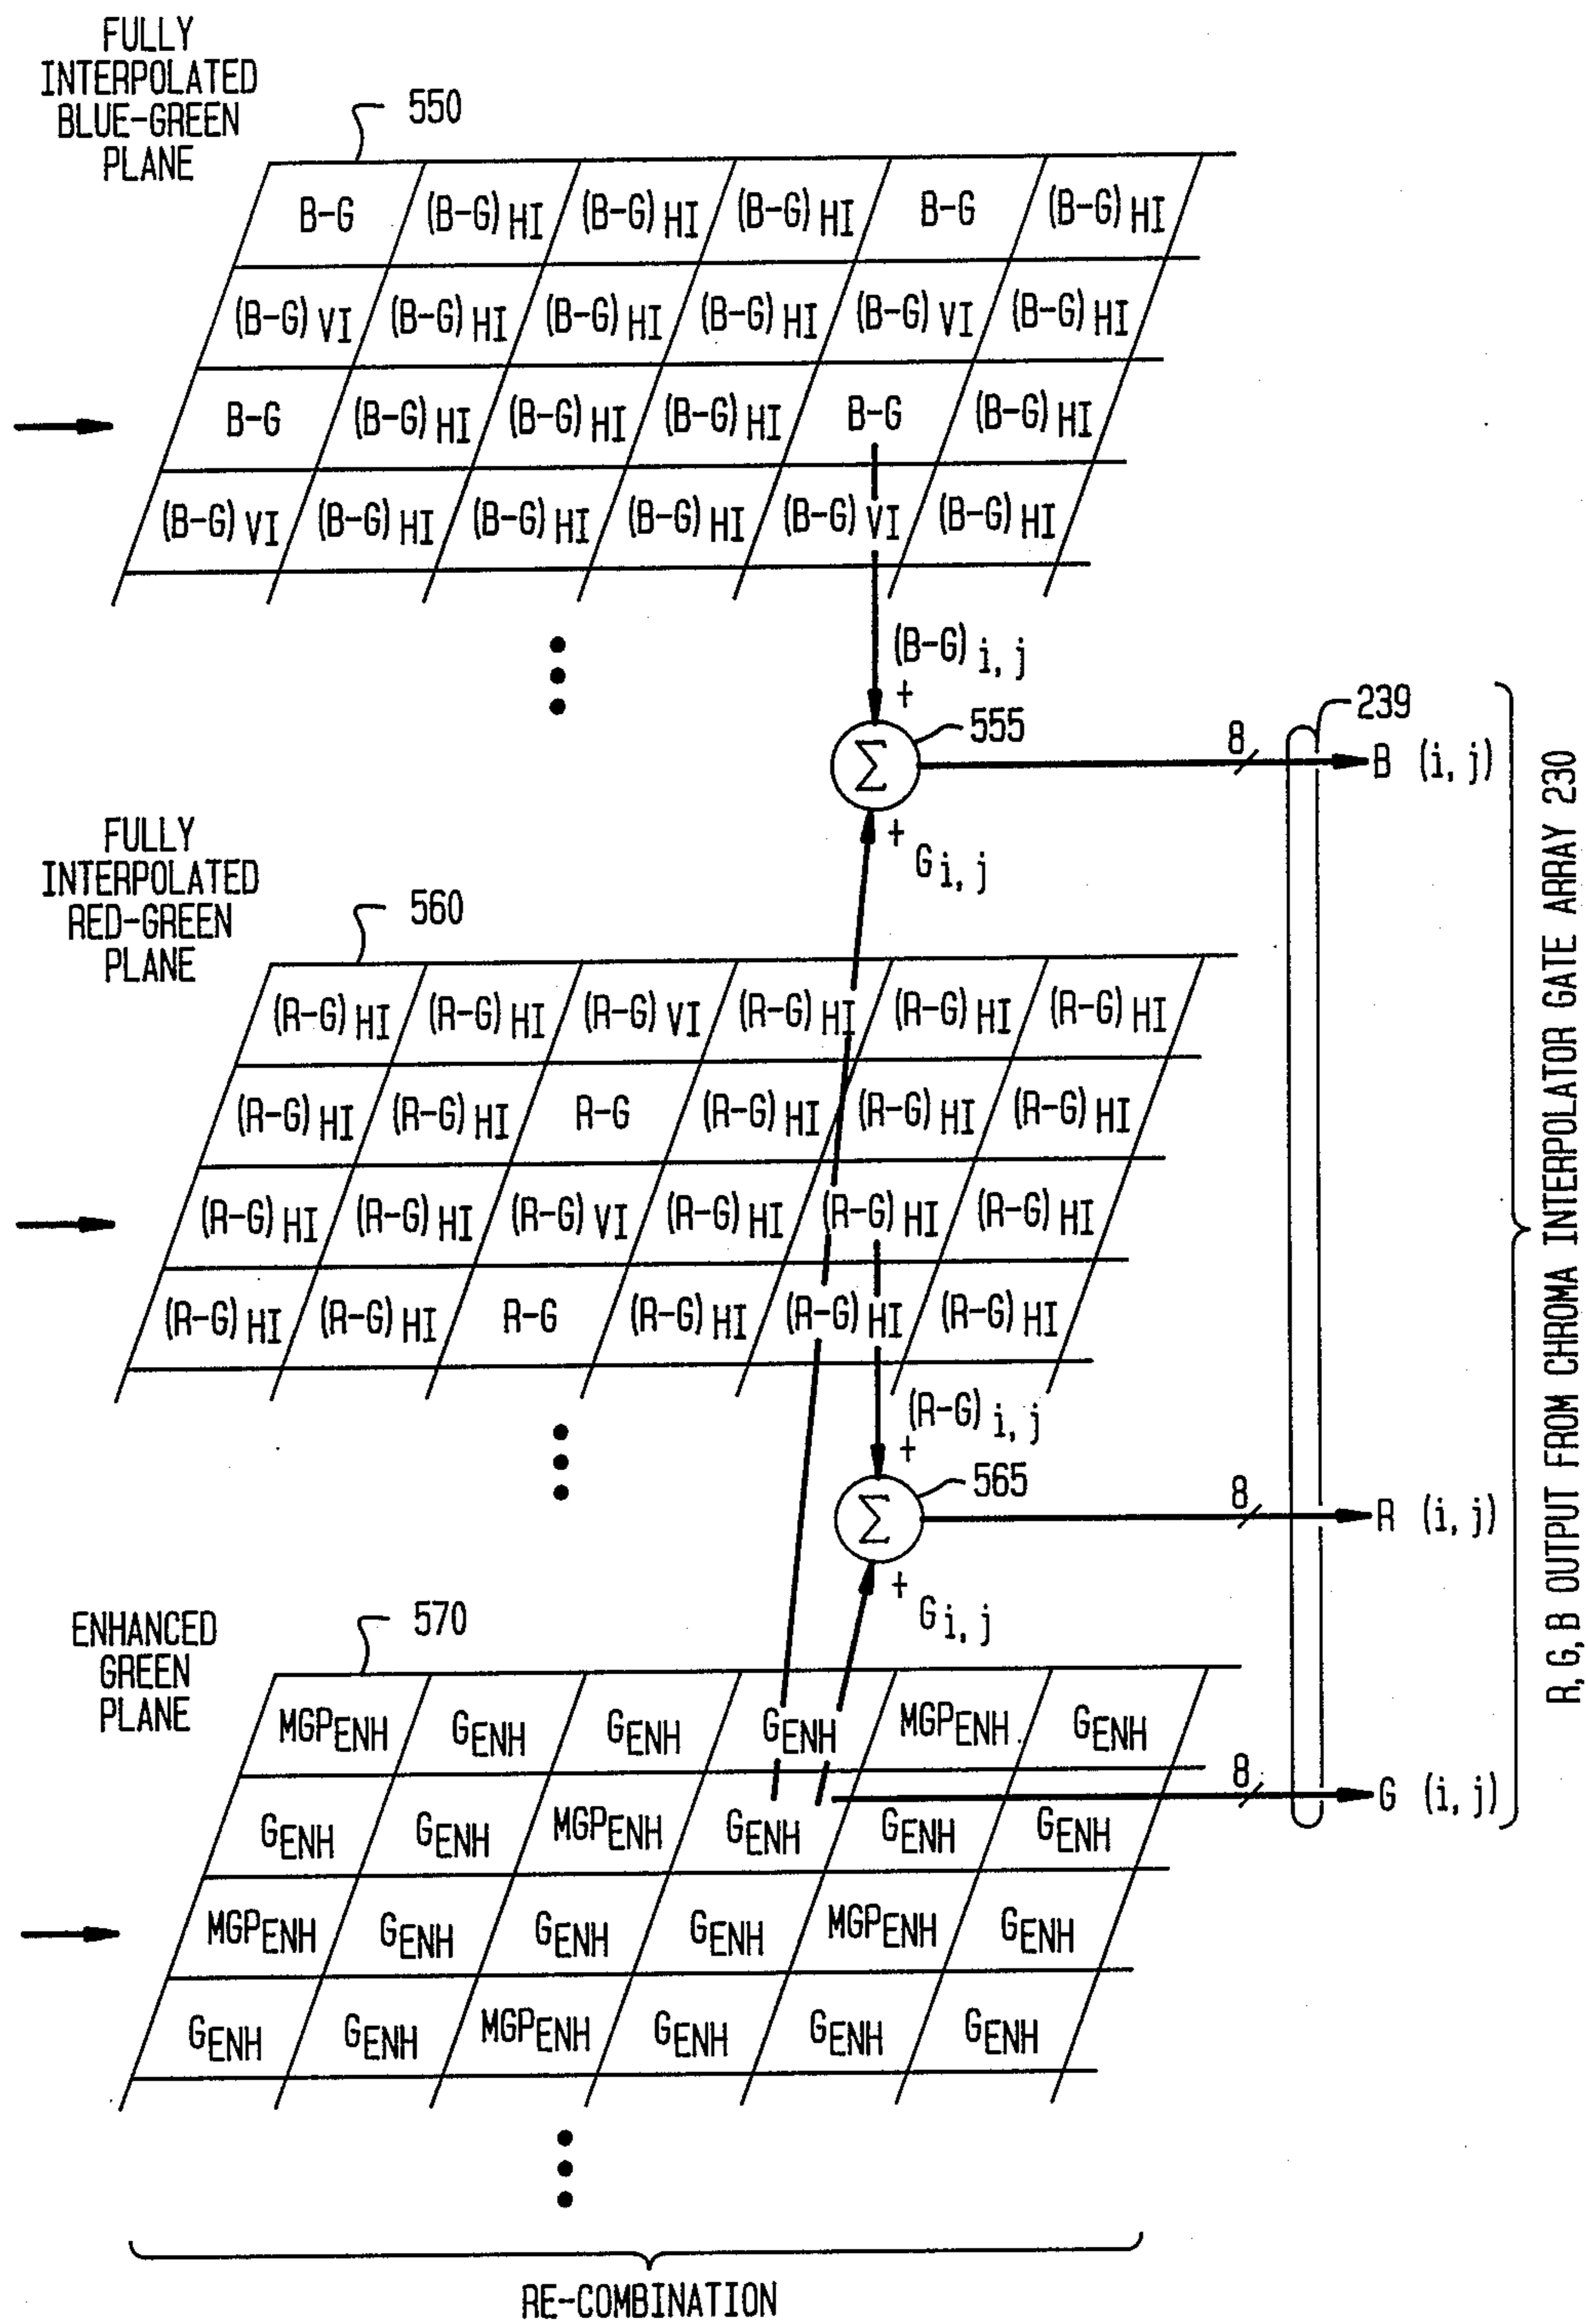 FULLY
INTERPOLATED
BLUE-GREEN
PLANE
550
B-G (B-G) HI (B-G) HI (B-G) HI B-G (B-G) HI
(B-G) VI (B-G) HI (B-G) HI (B-G) HI (B-G) VI (B-G) HI
B-G (B-G) HI (B-G) HI (B-G) HI B-G (B-G) HI
(B-G) VI (B-G) HI (B-G) HI (B-G) HI (B-G) VI (B-G) HI
(B-G) i, j
+
Σ
555
8
239
B (i, j)
+
G i, j
FULLY
INTERPOLATED
RED-GREEN
PLANE
560
(R-G) HI (R-G) HI (R-G) VI (R-G) HI (R-G) HI (R-G) HI
(R-G) HI (R-G) HI R-G (R-G) HI (R-G) HI (R-G) HI
(R-G) HI (R-G) HI (R-G) VI (R-G) HI (R-G) HI (R-G) HI
(R-G) HI (R-G) HI R-G (R-G) HI (R-G) HI (R-G) HI
(R-G) i, j
+
Σ
565
8
R (i, j)
+
G i, j
ENHANCED
GREEN
PLANE
570
MGPENH GENH GENH GENH MGPENH GENH
8
G (i, j)
GENH GENH MGPENH GENH GENH GENH
MGPENH GENH GENH GENH MGPENH GENH
GENH GENH MGPENH GENH GENH GENH
R, G, B OUTPUT FROM CHROMA INTERPOLATOR GATE ARRAY 230
RE-COMBINATION